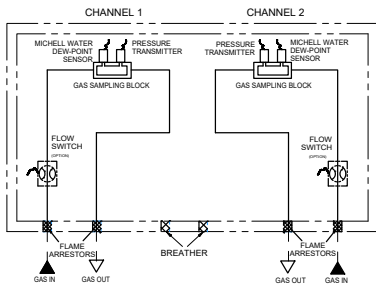 CHANNEL 1
CHANNEL 2
MICHELL WATER
DEW-POINT
SENSOR
PRESSURE
TRANSMITTER
PRESSURE
TRANSMITTER
MICHELL WATER
DEW-POINT
SENSOR
GAS SAMPLING BLOCK
GAS SAMPLING BLOCK
FLOW
SWITCH
(OPTION)
FLOW
SWITCH
(OPTION)
FLAME
ARRESTORS
BREATHER
FLAME
ARRESTORS
GAS IN
GAS OUT
GAS OUT
GAS IN